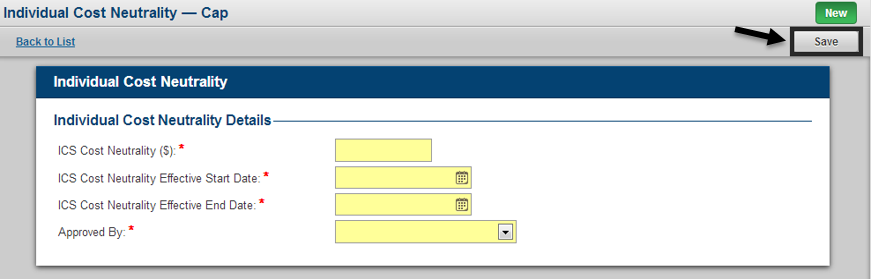 Individual Cost Neutrality — Cap
New
Back to List
Save
Individual Cost Neutrality
Individual Cost Neutrality Details
ICS Cost Neutrality ($): *
ICS Cost Neutrality Effective Start Date: *
ICS Cost Neutrality Effective End Date: *
Approved By: *